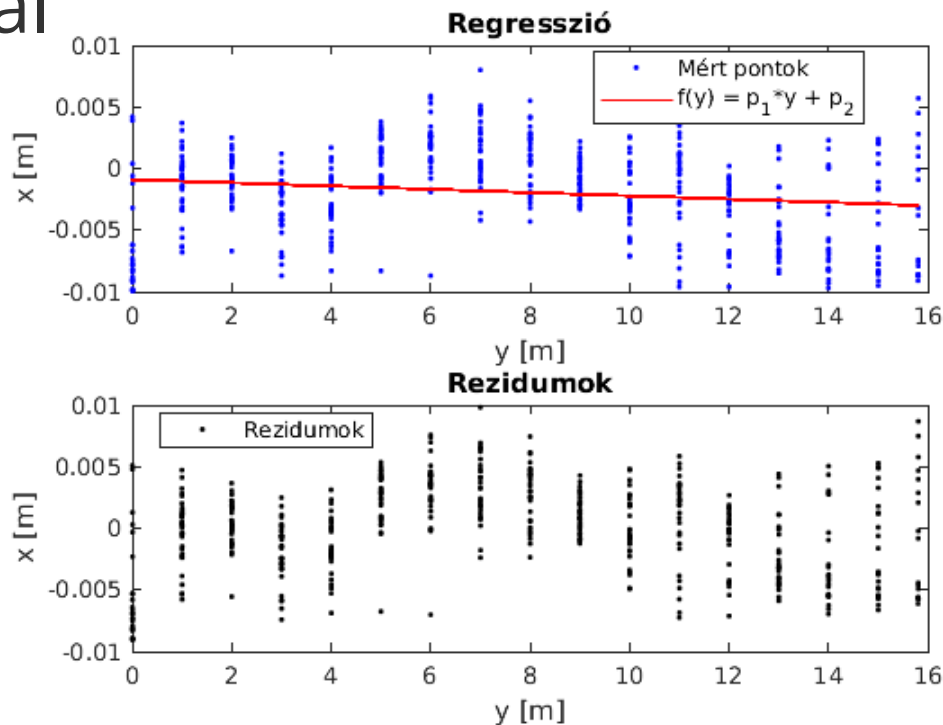 al
Regresszió
0.01
0.005
0
-0.005
-0.01
x [m]
Mért pontok
f(y) = p1*y + p2
0 2 4 6 8 10 12 14 16
y [m]
Rezidumok
0.01
0.005
0
-0.005
-0.01
x [m]
Rezidumok
0 2 4 6 8 10 12 14 16
y [m]